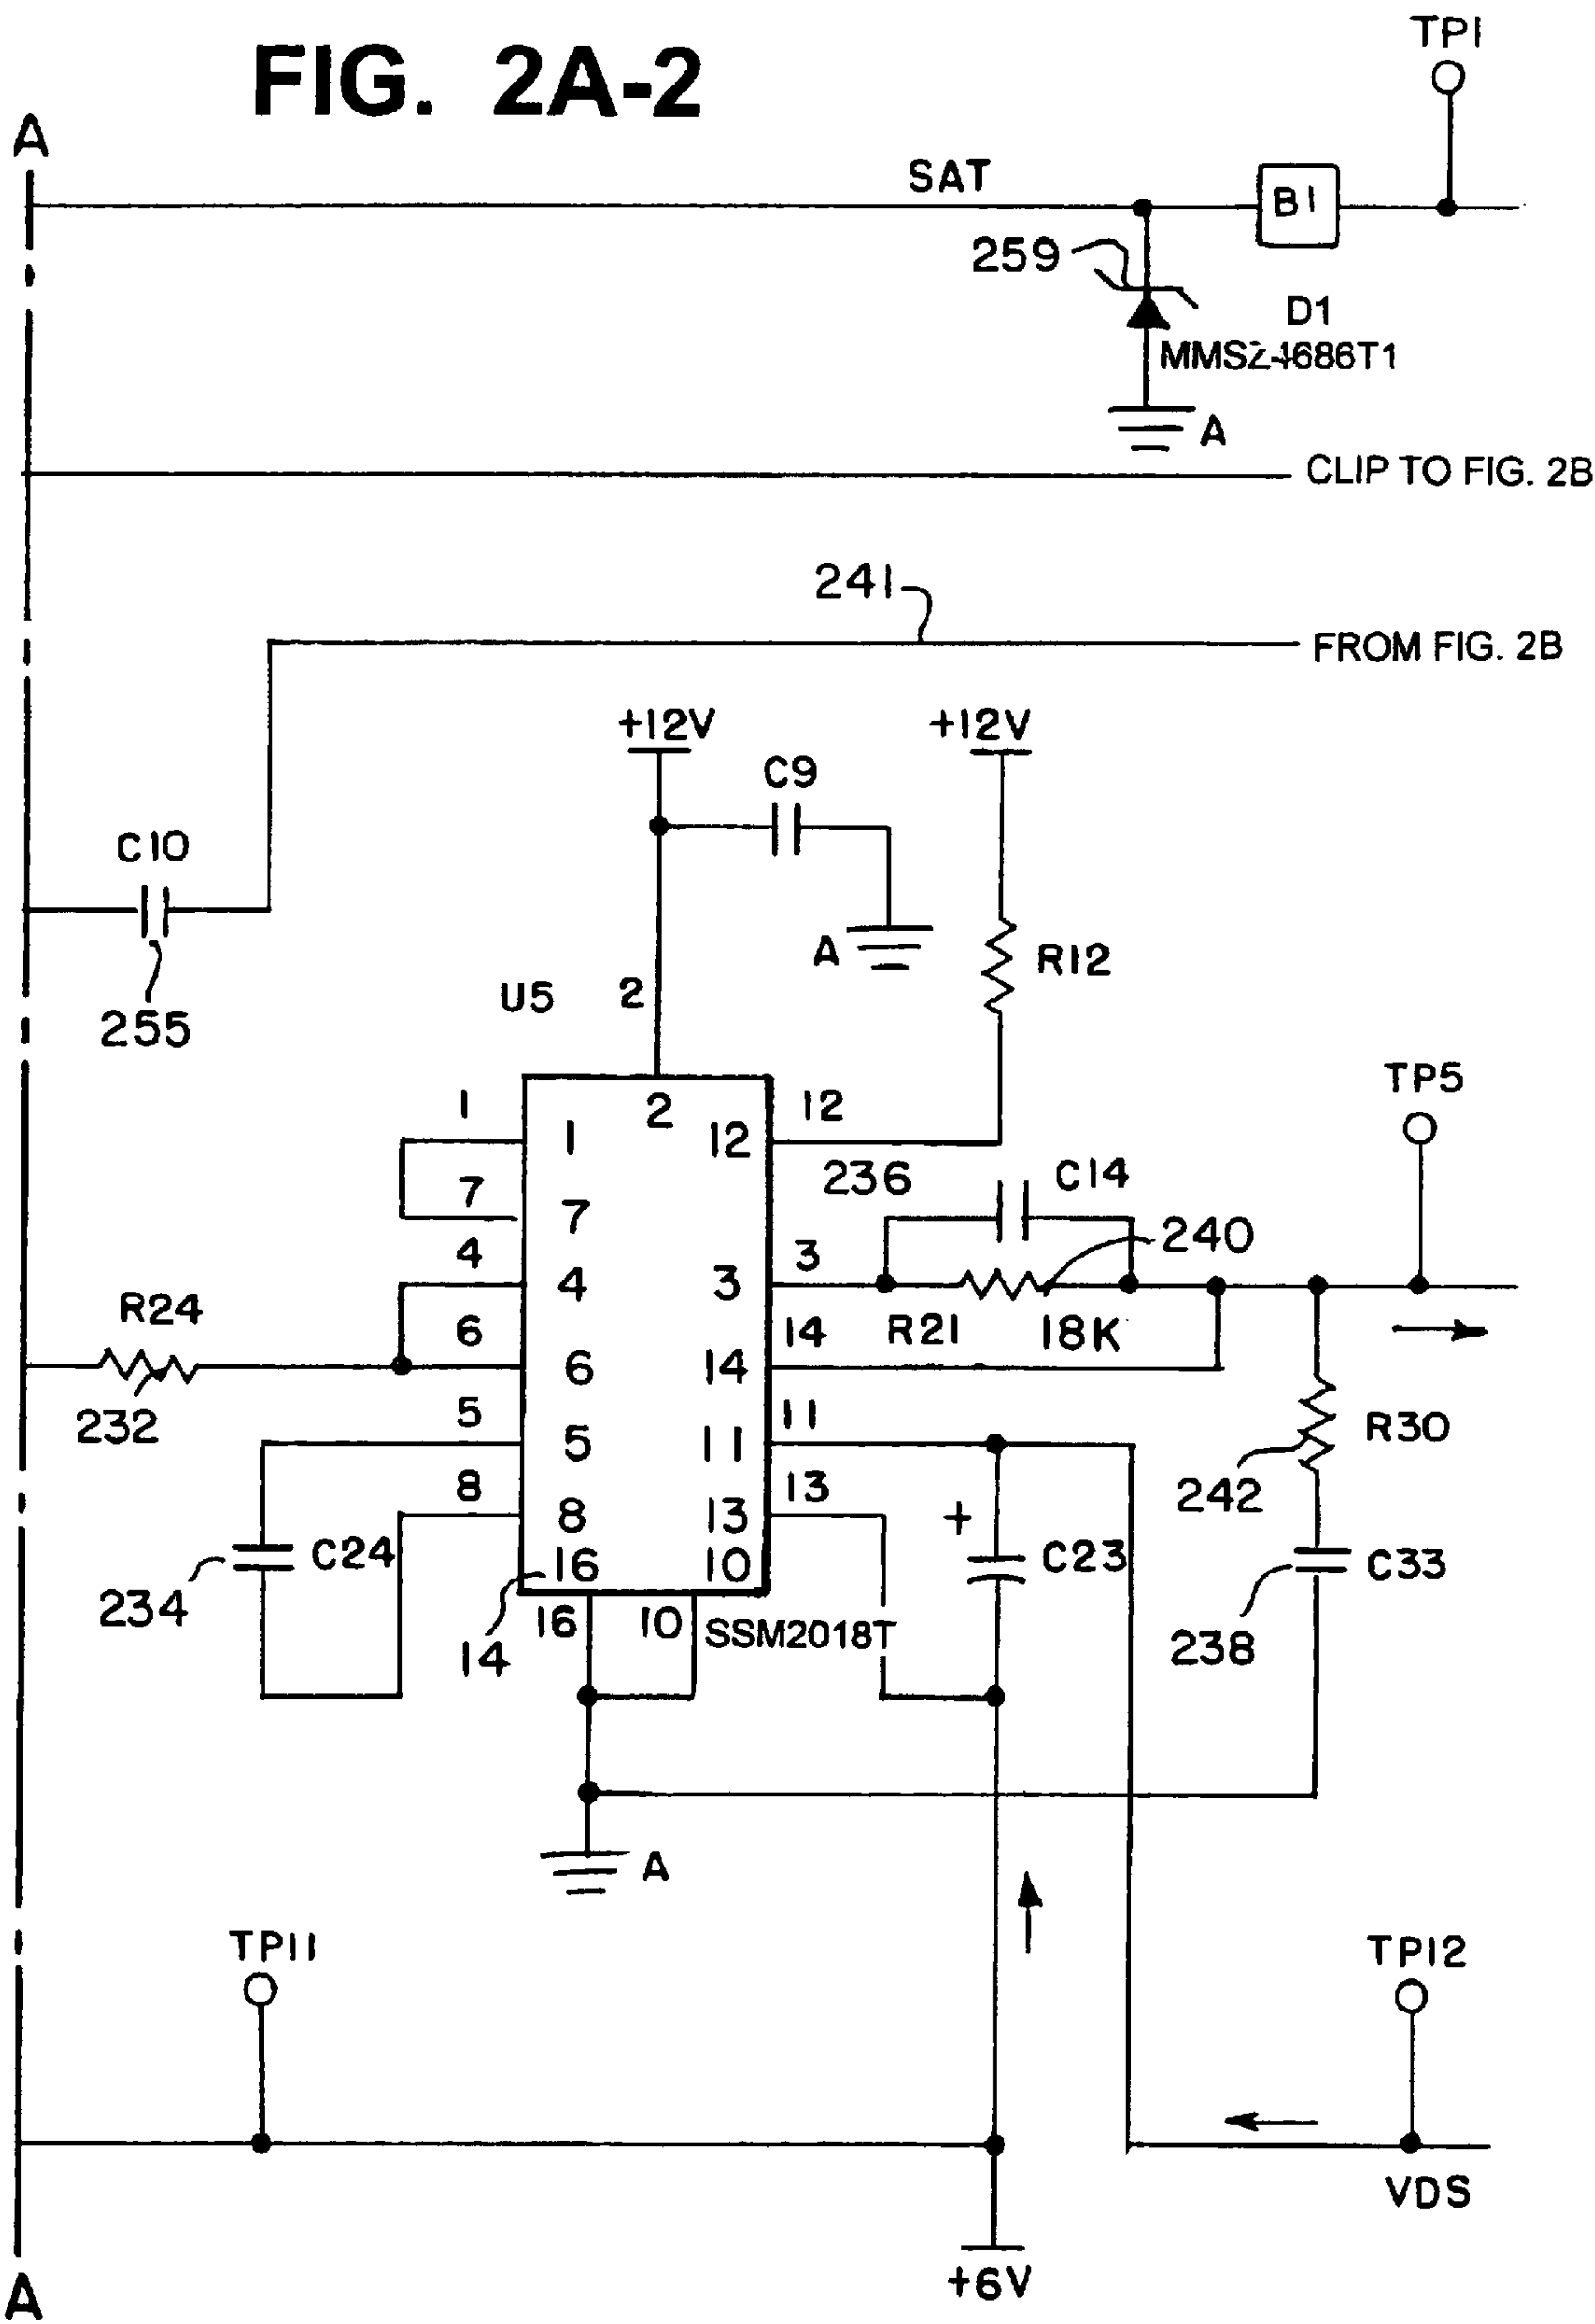 FIG. 2A-2
TP1
A
SAT
B1
259
D1
MMSZ4686T1
A
CLIP TO FIG. 2B
241
FROM FIG. 2B
+12V
+12V
C9
C10
A
R12
U5
2
255
TP5
1
2
12
1
12
236
C14
7
7
240
4
3
4
3
R24
6
14
R21
18K
6
14
232
5
11
R30
5
11
242
8
13
8
13
+
C24
C23
C33
16
10
234
16
10
SSM2018T
238
14
A
TP11
TP12
VDS
+6V
A